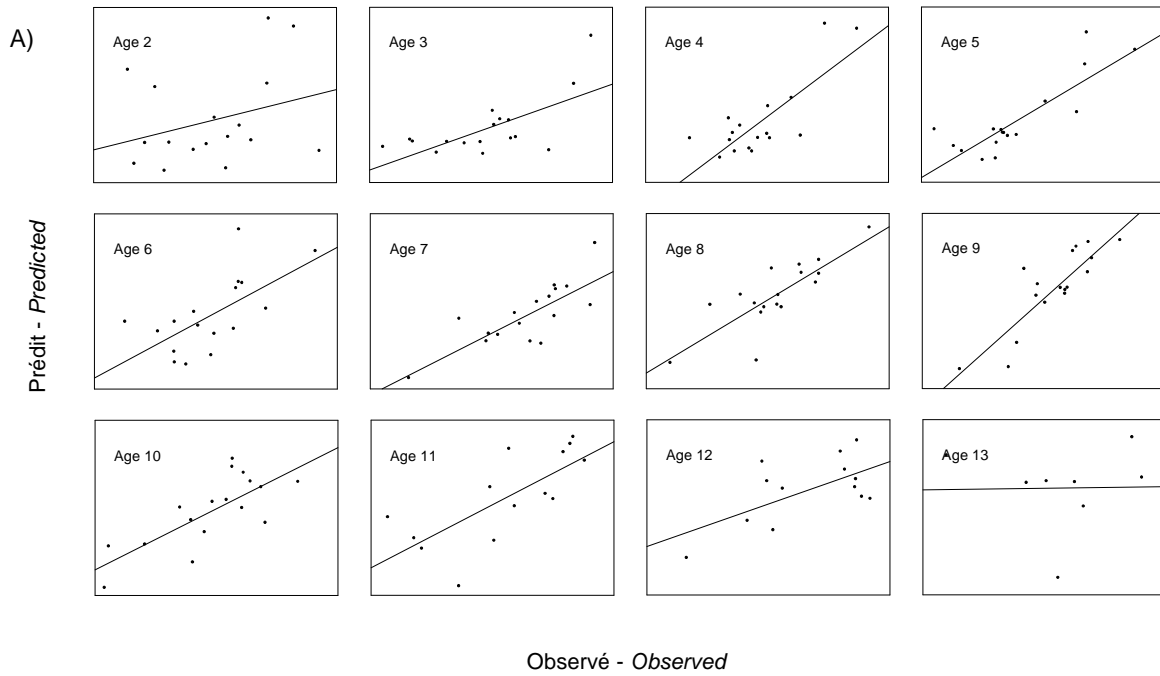 A)
Age 2
Age 3
Age 4
Age 5
Age 6
Age 7
Age 8
Age 9
Age 10
Age 11
Age 12
Age 13
Prédit - Predicted
Observé - Observed